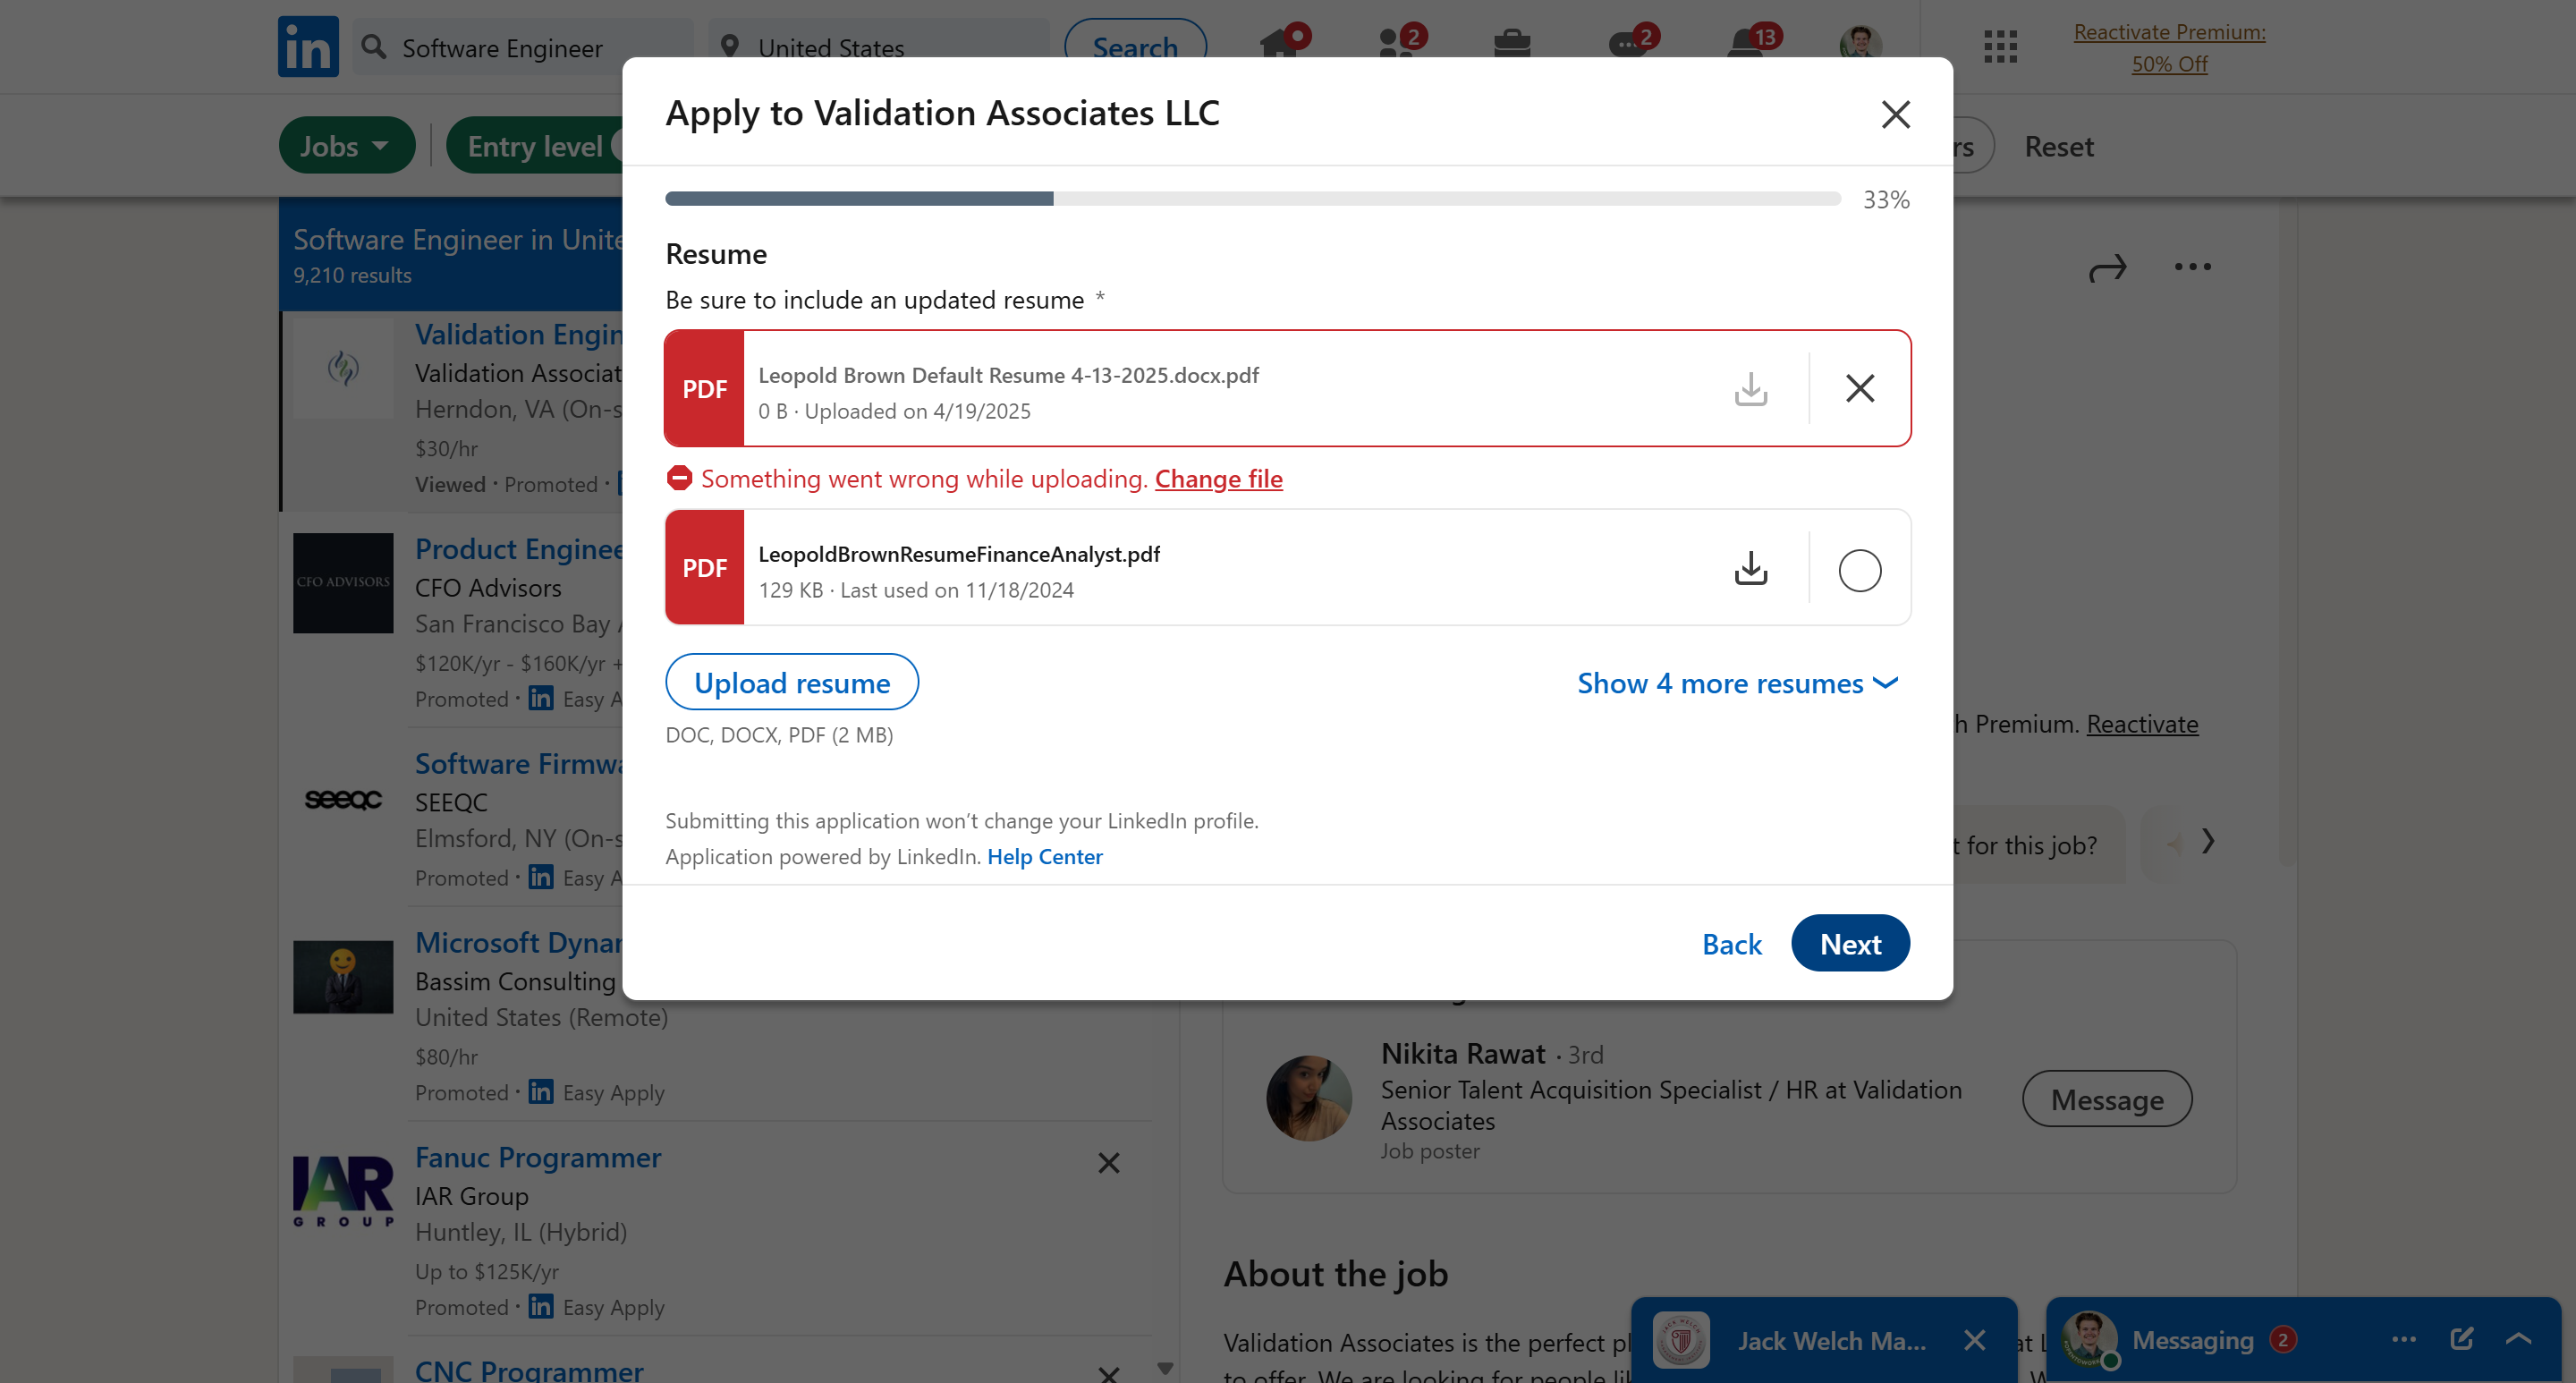 in
Software Engineer
United States
Search
2
2
13
Reactivate Premium:
50% Off
Jobs
Entry level
rs
Reset
Software Engineer in Unite
9,210 results
Validation Engin
Validation Associat
Herndon, VA (On-s
$30/hr
Viewed · Promoted ·
CFO ADVISORS
Product Enginee
CFO Advisors
San Francisco Bay
$120K/yr - $160K/yr +
Promoted · in Easy A
seeqc
Software Firmwa
SEEQC
Elmsford, NY (On-s
Promoted · in Easy A
Microsoft Dynar
Bassim Consulting
United States (Remote)
$80/hr
Promoted · in Easy Apply
IAR
GROUP
Fanuc Programmer
IAR Group
Huntley, IL (Hybrid)
Up to $125K/yr
Promoted · in Easy Apply
CNC Programmer
Apply to Validation Associates LLC
33%
Resume
Be sure to include an updated resume *
PDF
Leopold Brown Default Resume 4-13-2025.docx.pdf
0 B · Uploaded on 4/19/2025
Something went wrong while uploading. Change file
PDF
LeopoldBrownResumeFinanceAnalyst.pdf
129 KB · Last used on 11/18/2024
Upload resume
Show 4 more resumes
DOC, DOCX, PDF (2 MB)
Submitting this application won’t change your LinkedIn profile.
Application powered by LinkedIn. Help Center
Back
Next
h Premium. Reactivate
t for this job?
Nikita Rawat · 3rd
Senior Talent Acquisition Specialist / HR at Validation
Associates
Job poster
Message
About the job
Validation Associates is the perfect pl
at L
to offer. We are looking for people lik
W
JACK WELCH
Jack Welch Ma...
Messaging 2